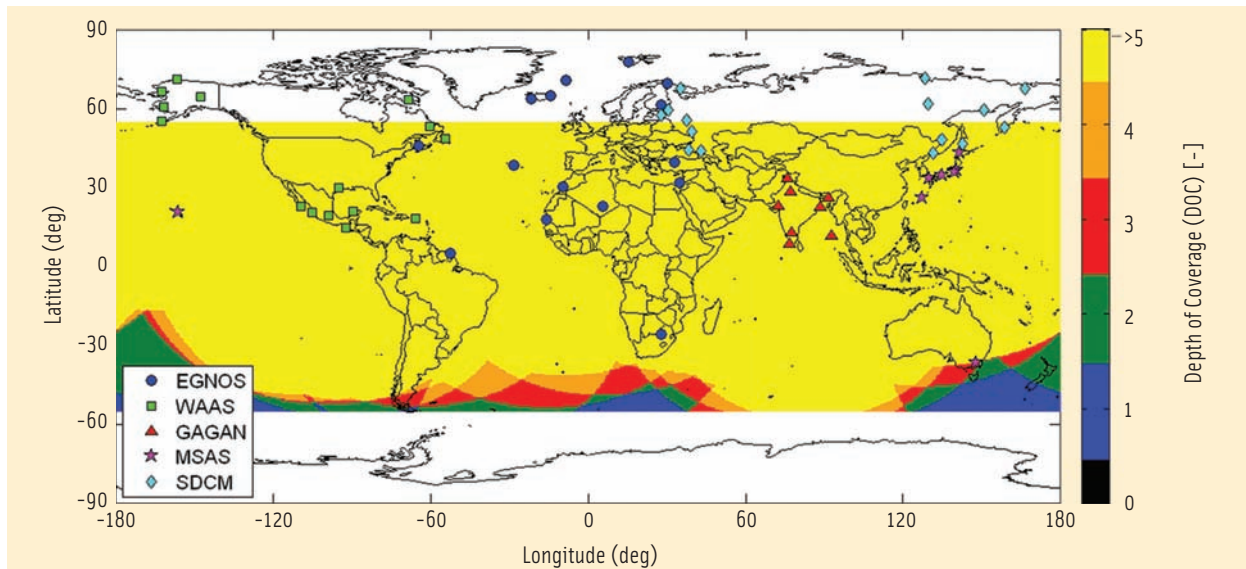 90
60
30
0
-30
-60
-90
Latitude (deg)
EGNOS
WAAS
GAGAN
MSAS
SDCM
-180
-120
-60
0
60
120
180
Longitude (deg)
>5
4
3
2
1
0
Depth of Coverage (DOC) [-]